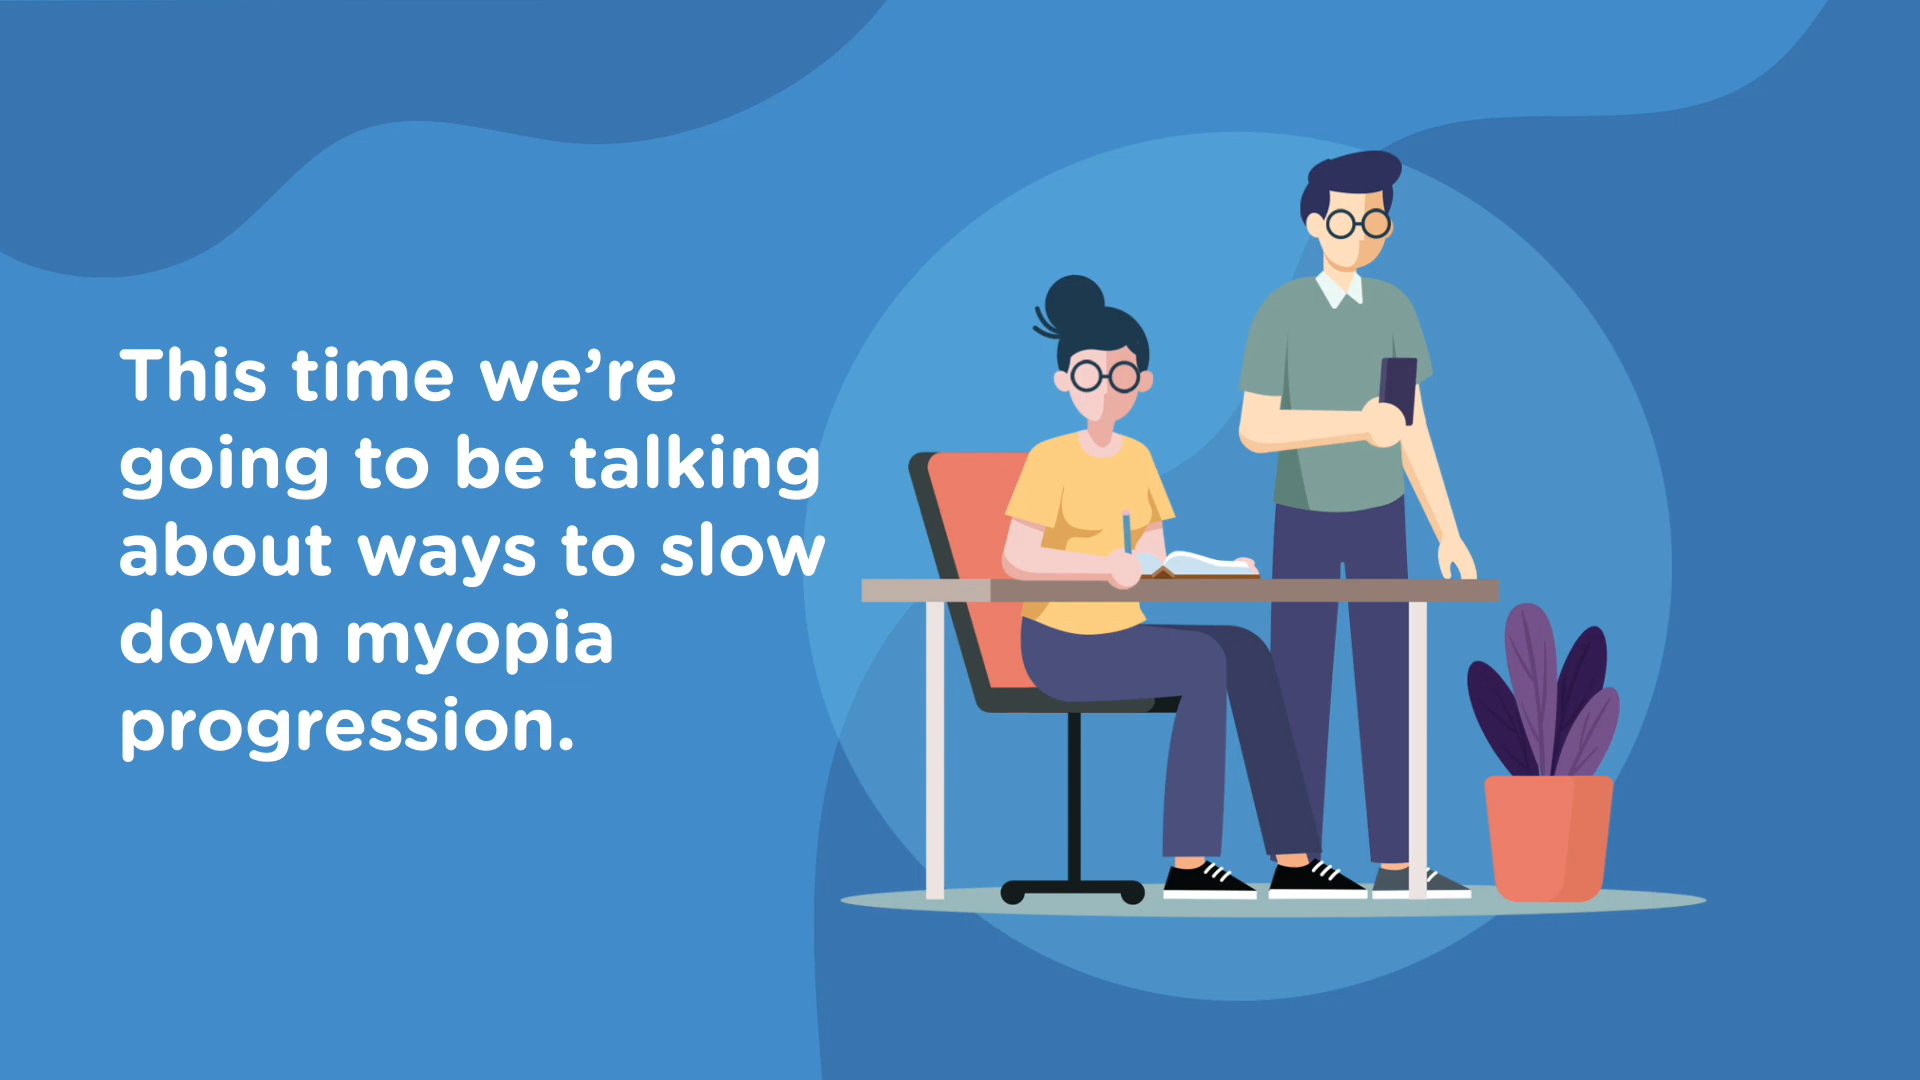 This time we’re
going to be talking
about ways to slow
down myopia
progression.